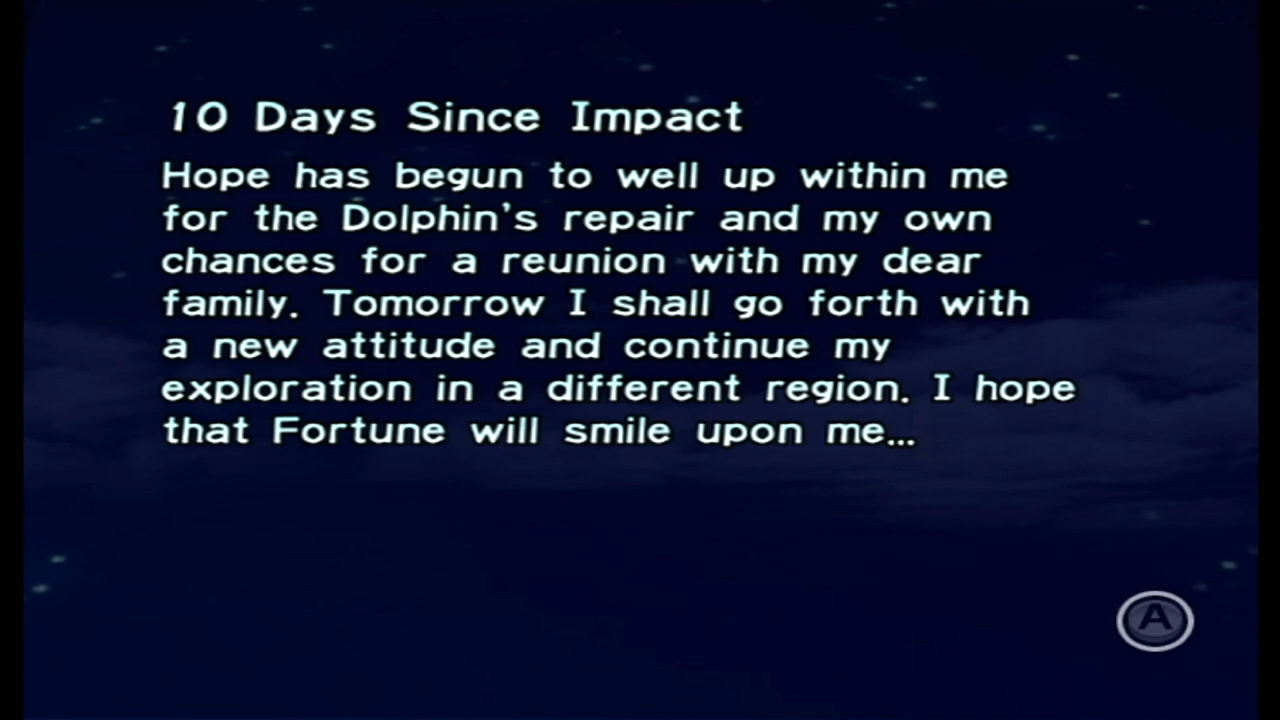 10 Days Since Impact
Hope has begun to well up within me
for the Dolphin's repair and my own
chances for a reunion with my dear
family. Tomorrow I shall go forth with
a new attitude and continue my
exploration in a different region. I hope
that Fortune will smile upon me...
A